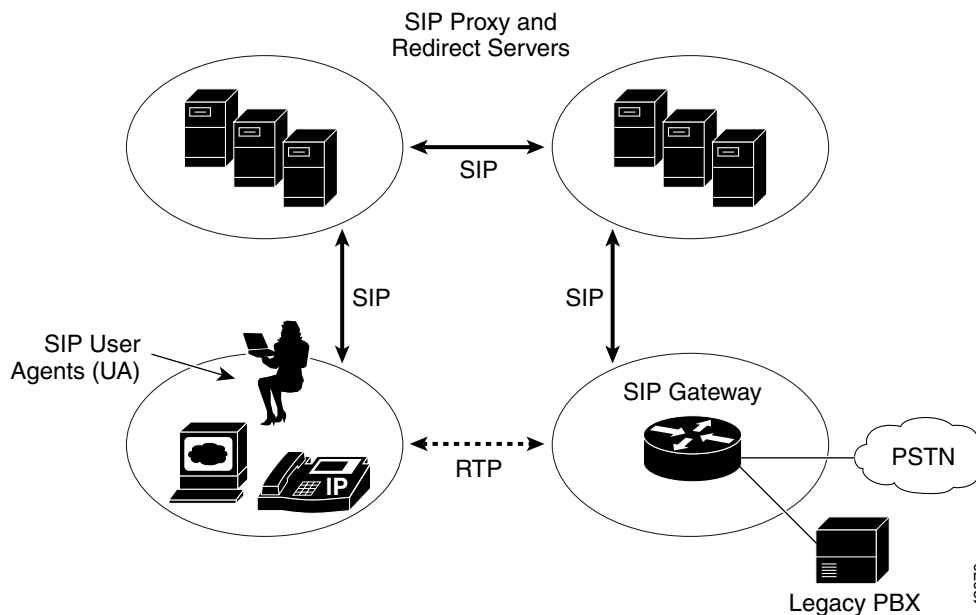 SIP Proxy and
Redirect Servers
SIP
SIP
SIP
SIP User
Agents (UA)
SIP Gateway
IP
RTP
PSTN
Legacy PBX